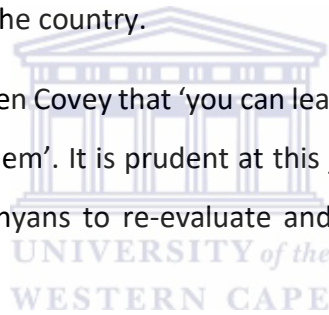 the country.
en Covey that 'you can lea
em'. It is prudent at this
nyans to re-evaluate and
UNIVERSITY of the
WESTERN CAPE